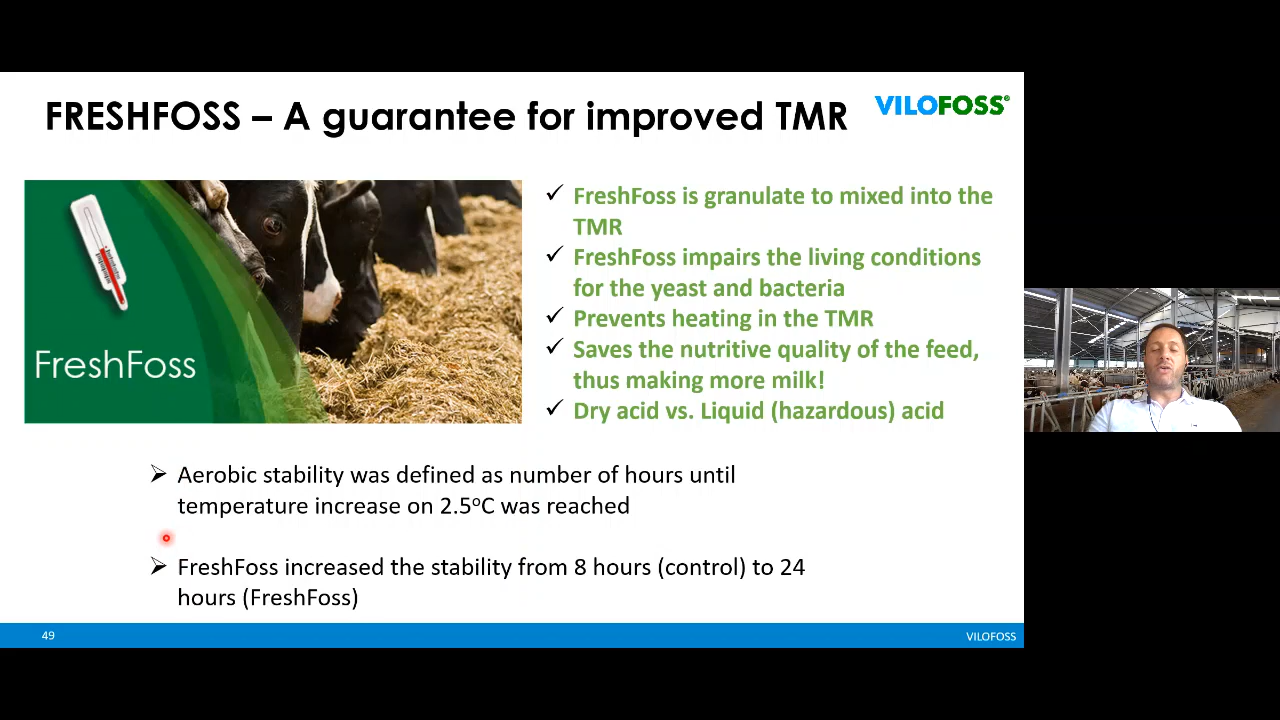 FRESHFOSS – A guarantee for improved TMR
VILOFOSS®
FreshFoss
✓ FreshFoss is granulate to mixed into the
TMR
✓ FreshFoss impairs the living conditions
for the yeast and bacteria
✓ Prevents heating in the TMR
✓ Saves the nutritive quality of the feed,
thus making more milk!
✓ Dry acid vs. Liquid (hazardous) acid
➢ Aerobic stability was defined as number of hours until
temperature increase on 2.5°C was reached
➢ FreshFoss increased the stability from 8 hours (control) to 24
hours (FreshFoss)
49
VILOFOSS